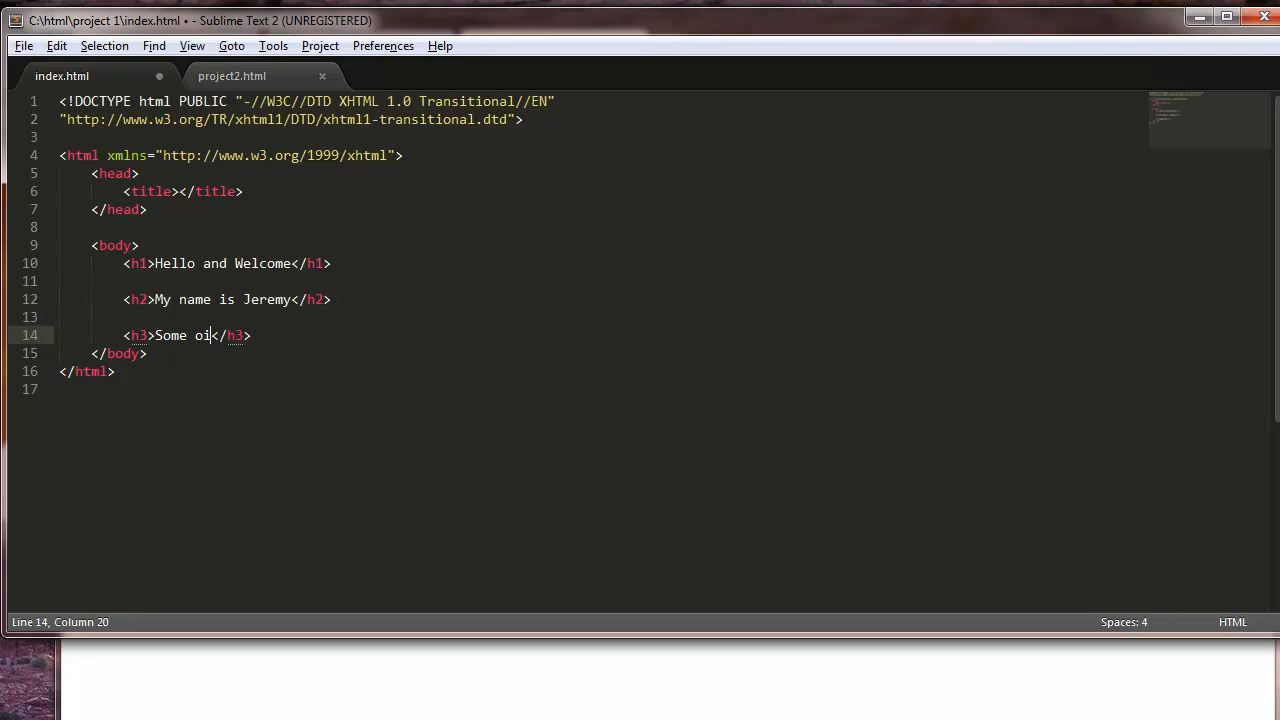 C:\html\project 1\index.html • - Sublime Text 2 (UNREGISTERED)
File Edit Selection Find View Goto Tools Project Preferences Help
index.html project2.html
1 <!DOCTYPE html PUBLIC "-//W3C//DTD XHTML 1.0 Transitional//EN"
2 "http://www.w3.org/TR/xhtml1/DTD/xhtml1-transitional.dtd">
3
4 <html xmlns="http://www.w3.org/1999/xhtml">
5 <head>
6 <title></title>
7 </head>
8
9 <body>
10 <h1>Hello and Welcome</h1>
11
12 <h2>My name is Jeremy</h2>
13
14 <h3>Some oi</h3>
15 </body>
16 </html>
17
Line 14, Column 20 Spaces: 4 HTML